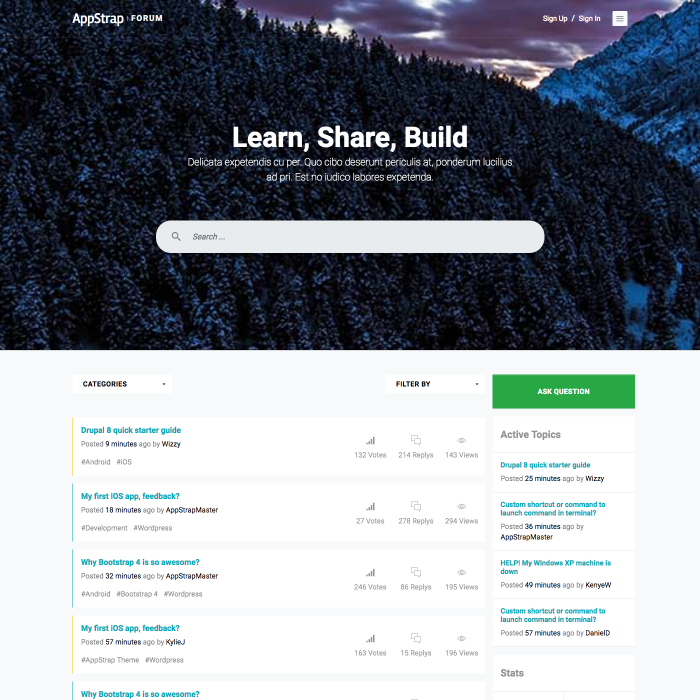 AppStrap FORUM
Sign Up / Sign In
Learn, Share, Build
Delicata expetendis cu per. Quo cibo deserunt periculis at, ponderum lucilius
ad pri. Est no iudico labores expetenda.
Search ...
CATEGORIES
FILTER BY
ASK QUESTION
Drupal 8 quick starter guide
Posted 9 minutes ago by Wizzy
#Android #iOS
132 Votes 214 Replys 143 Views
My first iOS app, feedback?
Posted 18 minutes ago by AppStrapMaster
#Development #Wordpress
27 Votes 278 Replys 294 Views
Why Bootstrap 4 is so awesome?
Posted 32 minutes ago by AppStrapMaster
#Android #Bootstrap 4 #Wordpress
246 Votes 86 Replys 195 Views
My first iOS app, feedback?
Posted 57 minutes ago by KylieJ
#AppStrap Theme #Wordpress
163 Votes 15 Replys 196 Views
Why Bootstrap 4 is so awesome?
Active Topics
Drupal 8 quick starter guide
Posted 25 minutes ago by Wizzy
Custom shortcut or command to
launch command in terminal?
Posted 36 minutes ago by
AppStrapMaster
HELP! My Windows XP machine is
down
Posted 49 minutes ago by KenyeW
Custom shortcut or command to
launch command in terminal?
Posted 57 minutes ago by DanielD
Stats